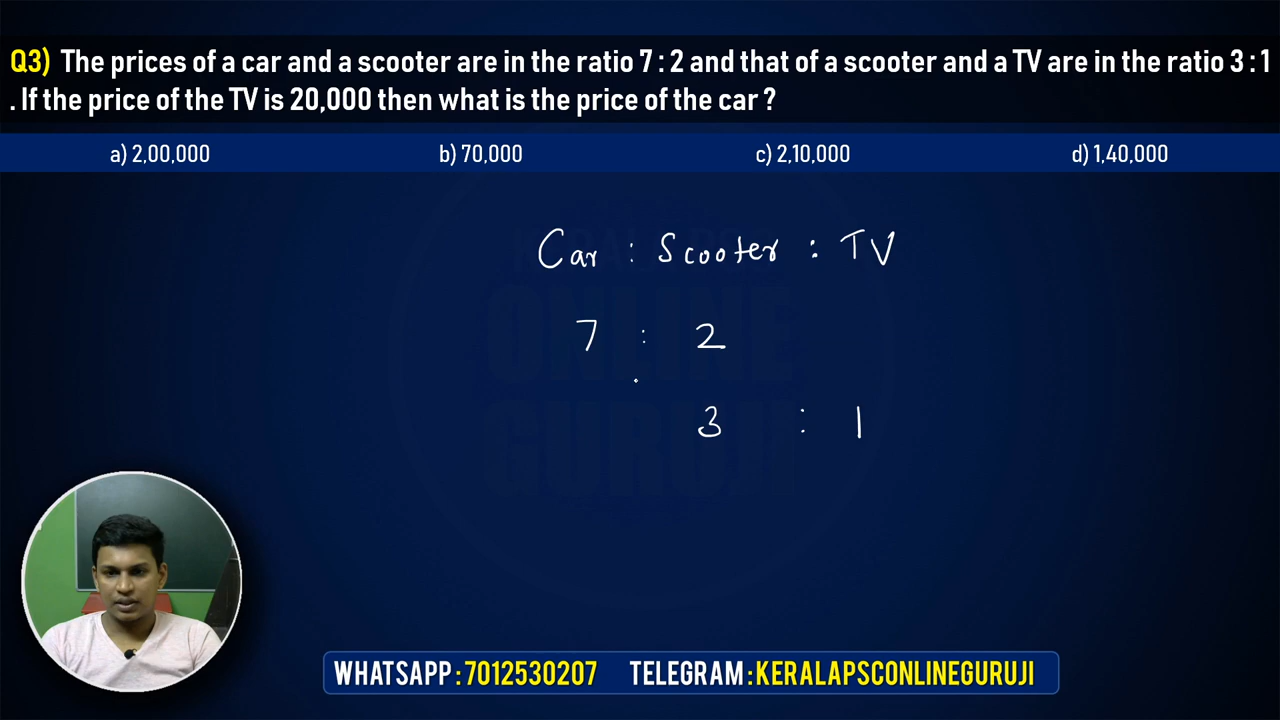 Q3) The prices of a car and a scooter are in the ratio 7 : 2 and that of a scooter and a TV are in the ratio 3 : 1
. If the price of the TV is 20,000 then what is the price of the car ?
a) 2,00,000 b) 70,000 c) 2,10,000 d) 1,40,000
Car : Scooter : TV
7 : 2
3 : 1
ONLINE
GURUJI
WHATSAPP : 7012530207 TELEGRAM : KERALAPSCONLINEGURUJI